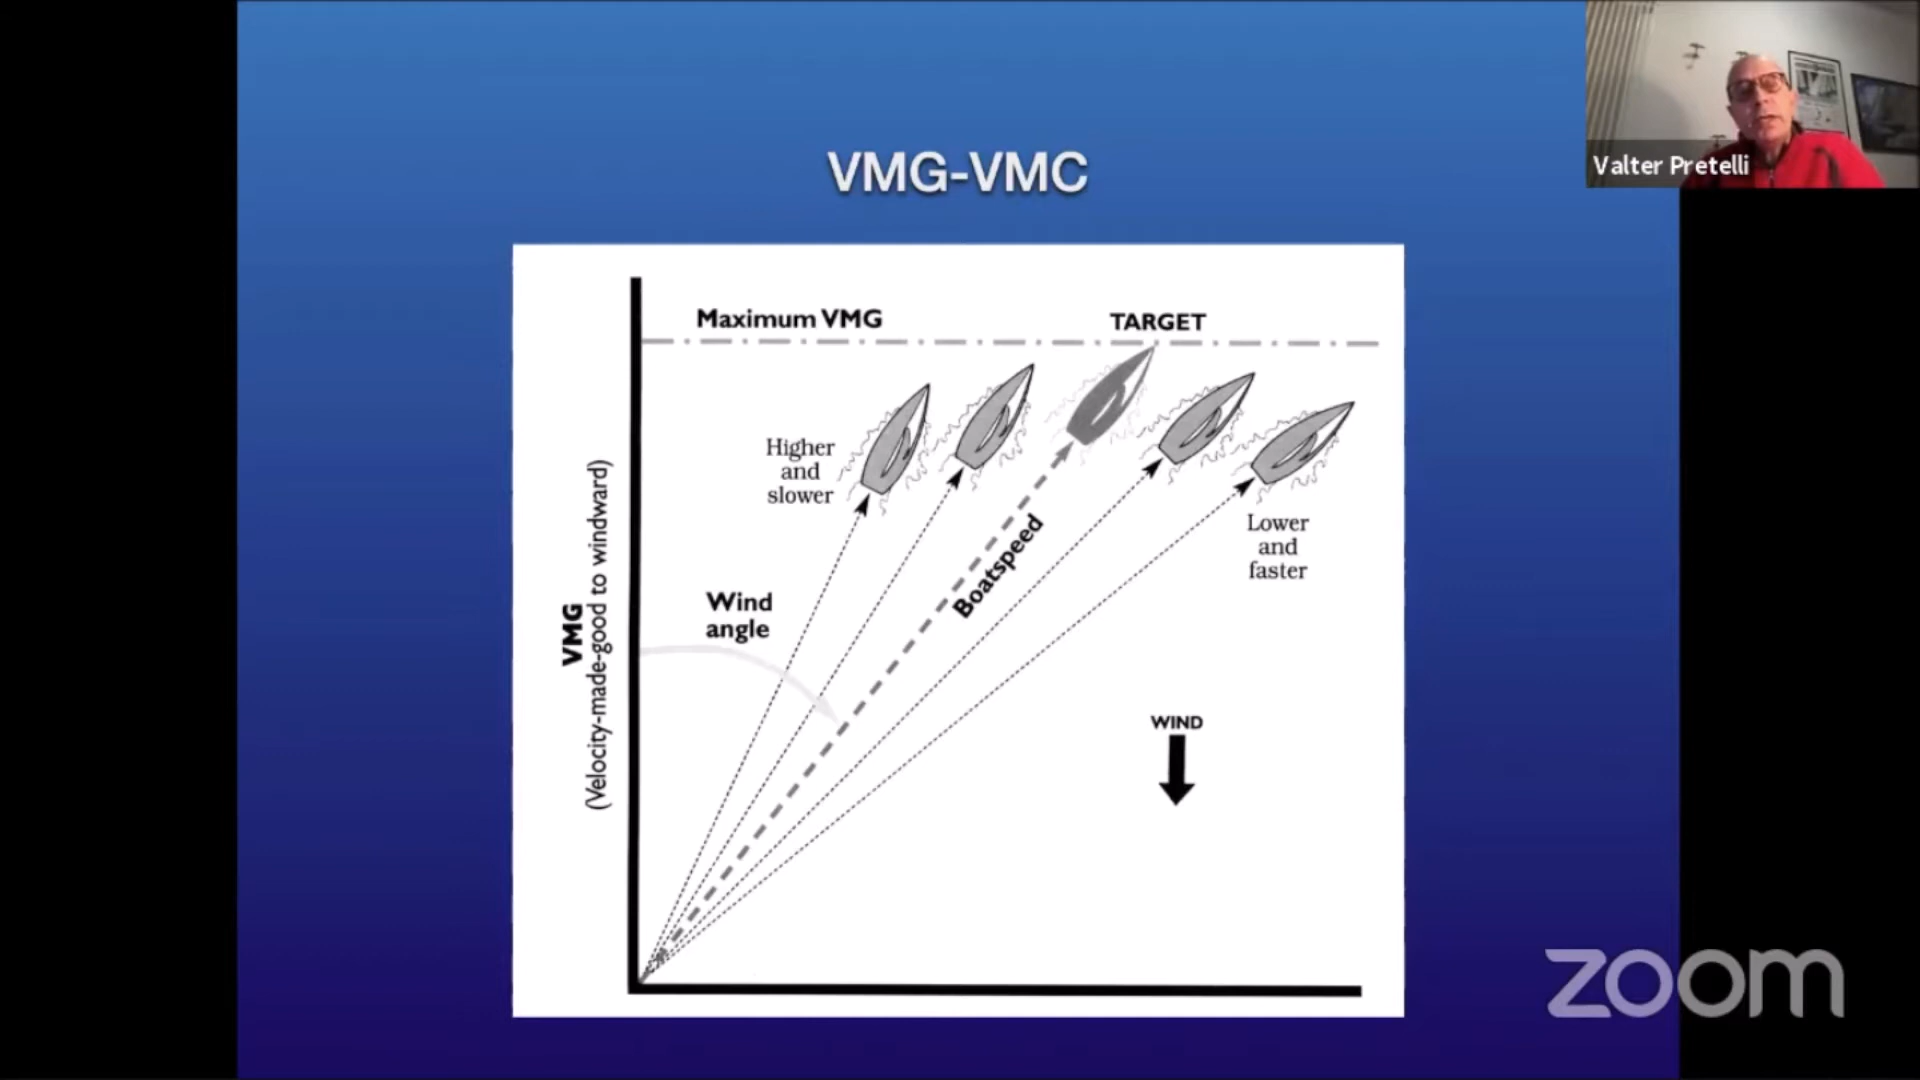 VMG-VMC
Valter Pretelli
Maximum VMG
TARGET
Higher
and
slower
Boatspeed
Lower
and
faster
Wind
angle
VMG
(Velocity-made-good to windward)
WIND
zoom